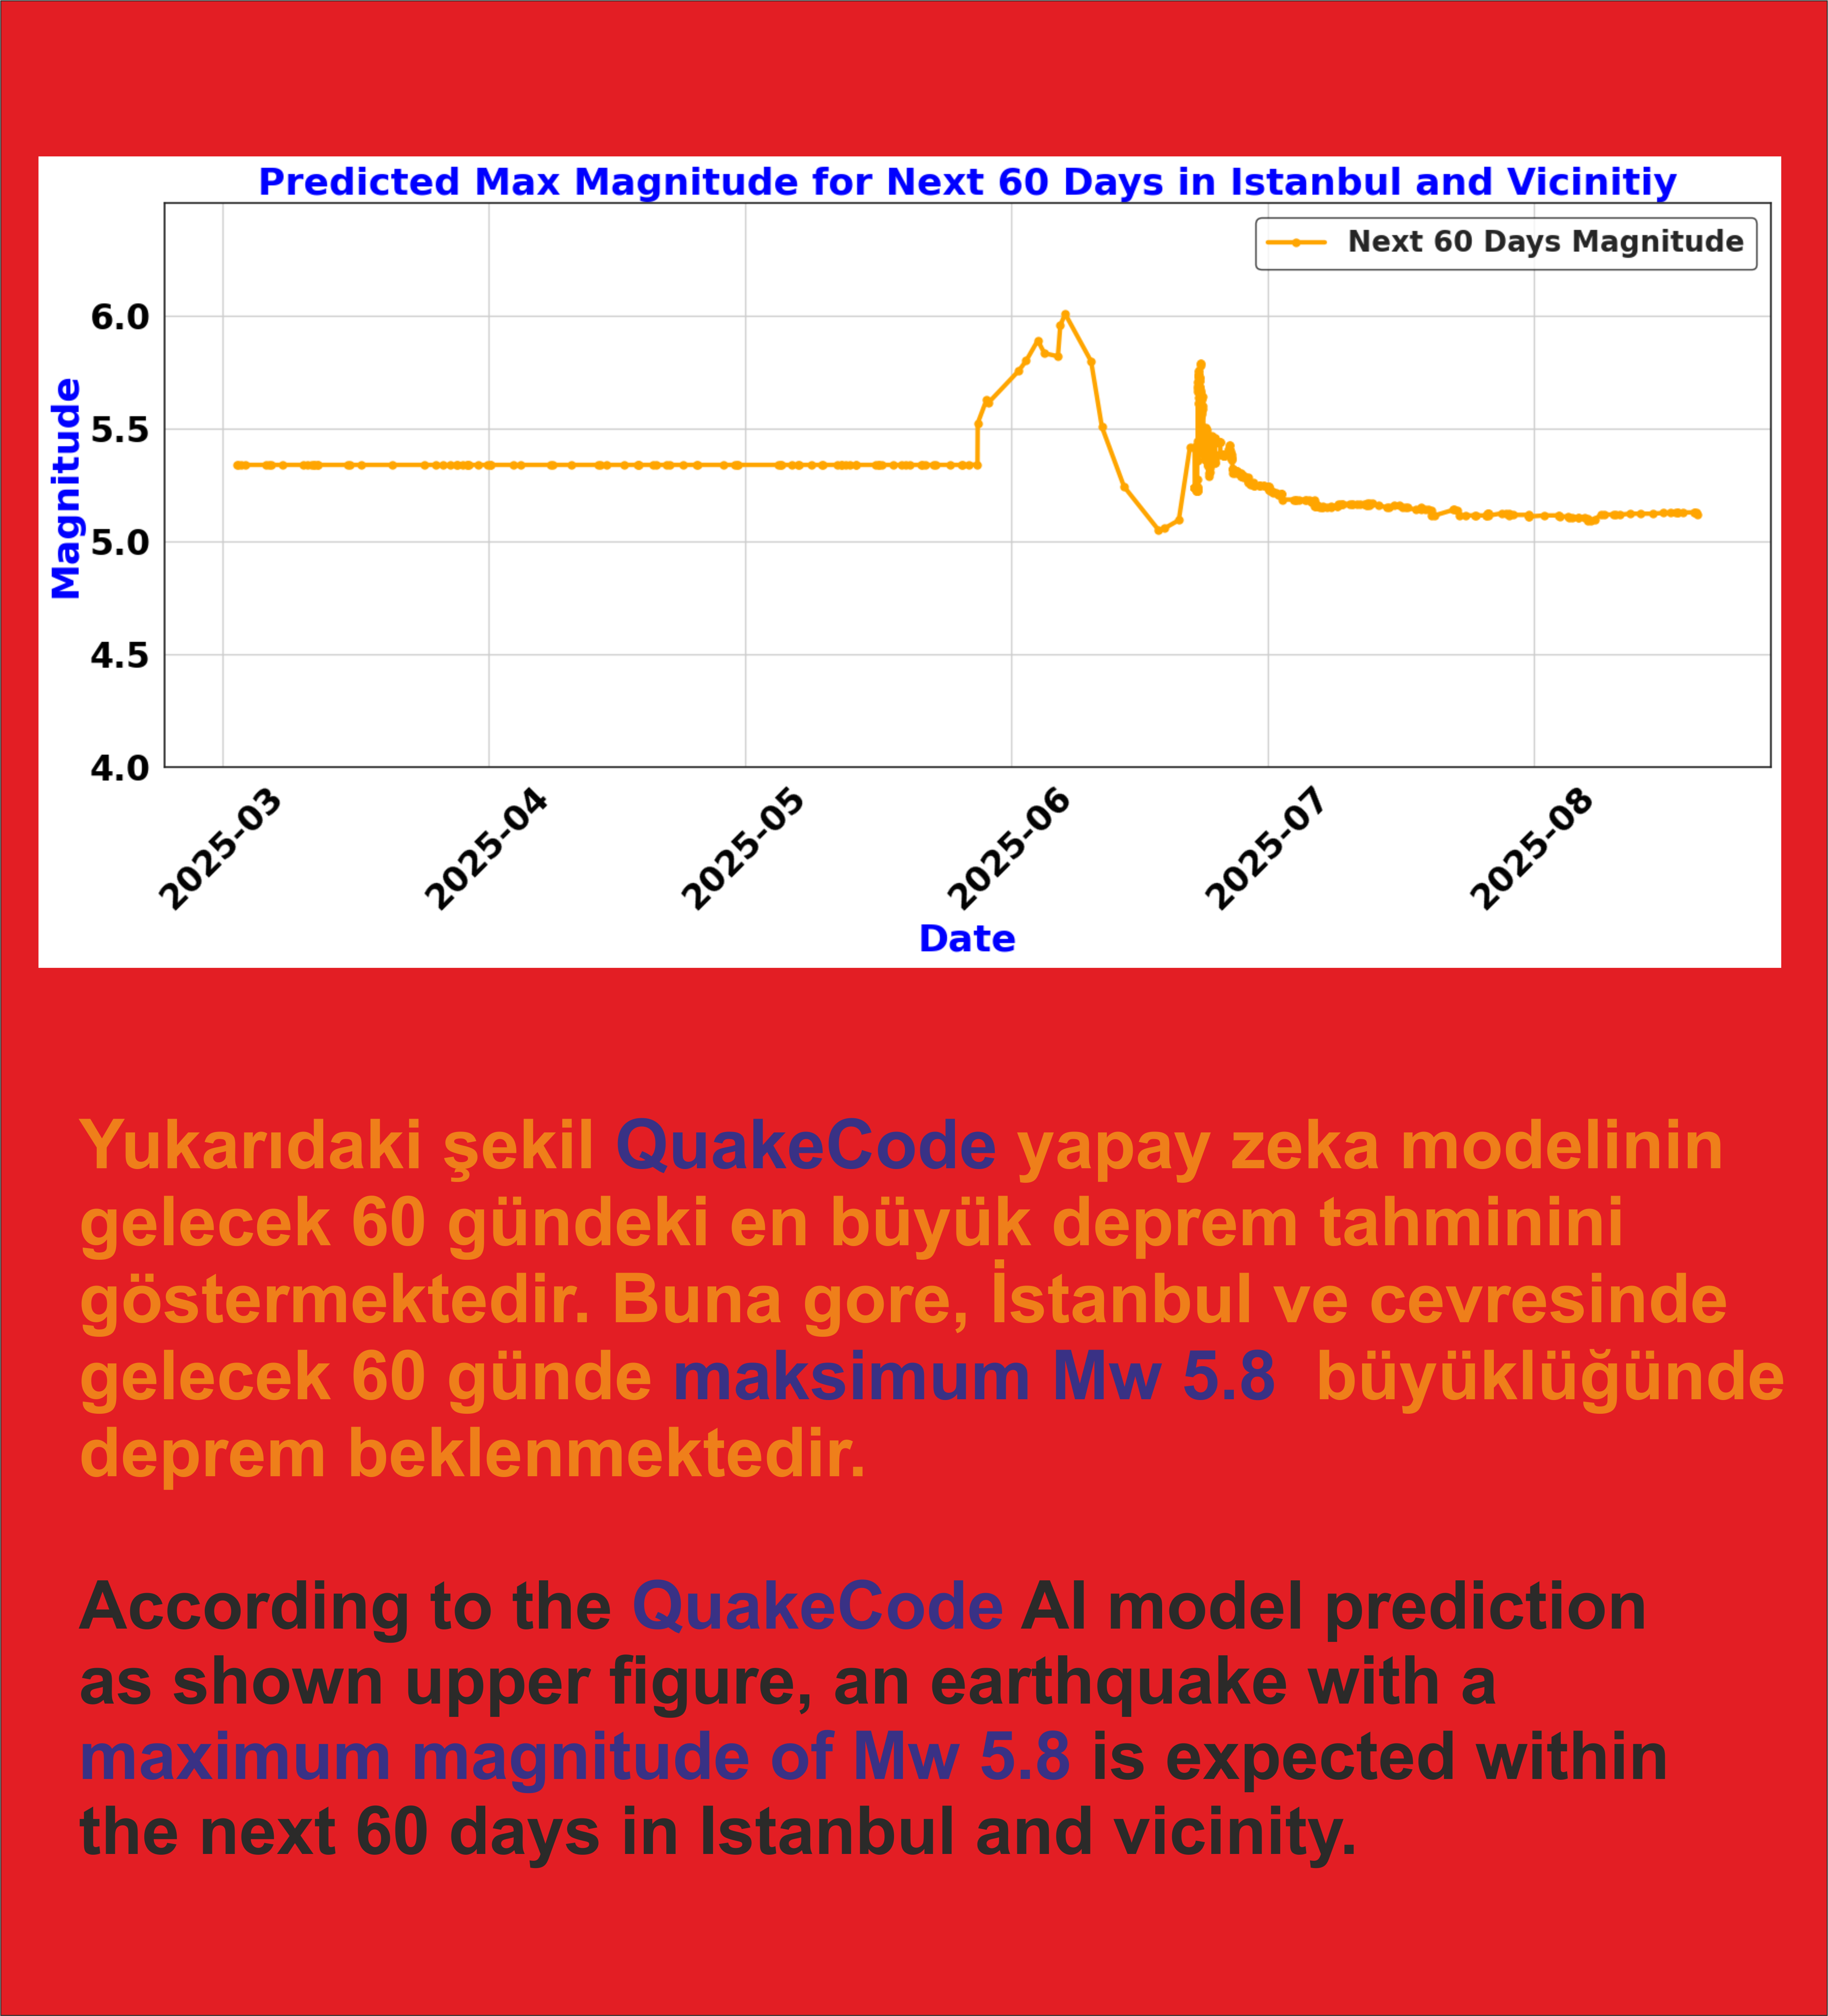 Predicted Max Magnitude for Next 60 Days in Istanbul and Vicinitiy
Next 60 Days Magnitude
Magnitude
6.0
5.5
5.0
4.5
4.0
2025-03
2025-04
2025-05
2025-06
2025-07
2025-08
Date
Yukarıdaki şekil QuakeCode yapay zeka modelinin
gelecek 60 gündeki en büyük deprem tahminini
göstermektedir. Buna gore, İstanbul ve cevresinde
gelecek 60 günde maksimum Mw 5.8 büyüklüğünde
deprem beklenmektedir.
According to the QuakeCode AI model prediction
as shown upper figure, an earthquake with a
maximum magnitude of Mw 5.8 is expected within
the next 60 days in Istanbul and vicinity.